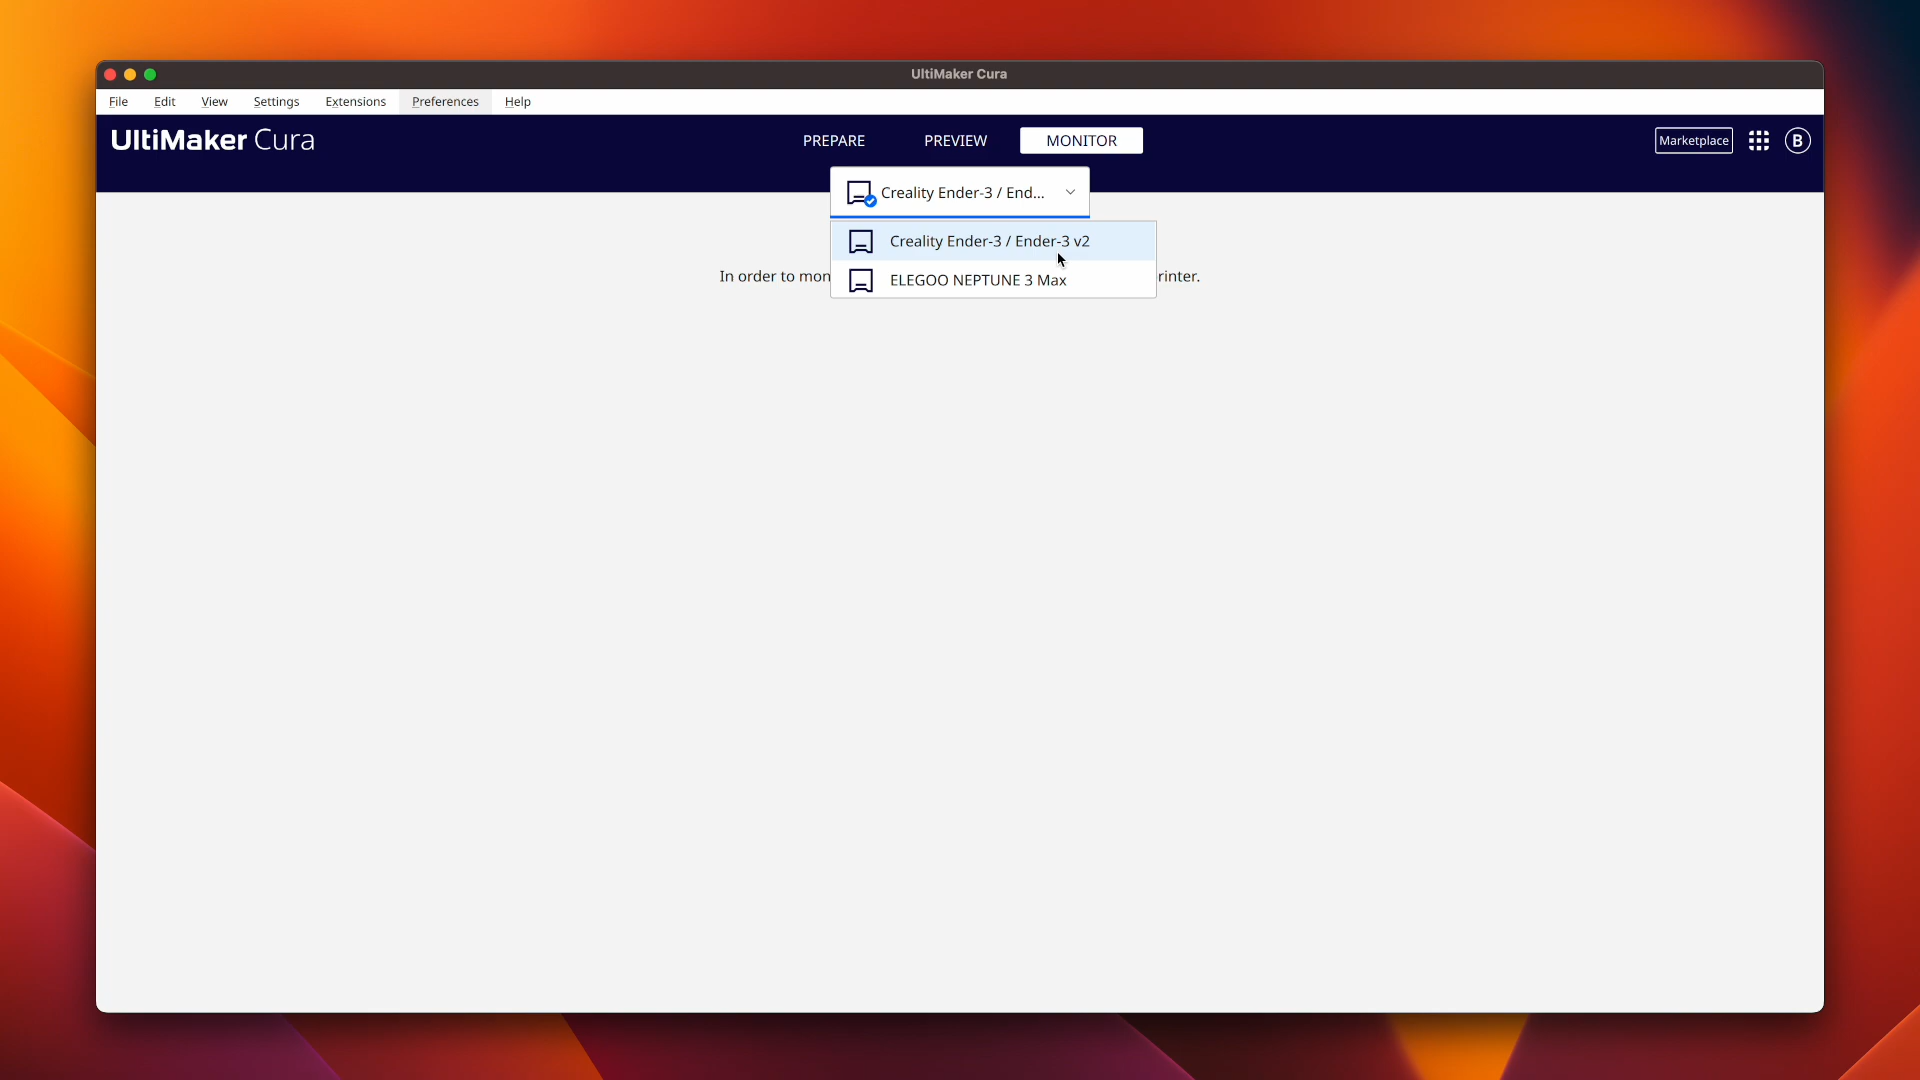 UltiMaker Cura
File Edit View Settings Extensions Preferences Help
UltiMaker Cura
PREPARE PREVIEW MONITOR
Marketplace
B
Creality Ender-3 / End...
Creality Ender-3 / Ender-3 v2
In order to mon
rinter.
ELEGOO NEPTUNE 3 Max